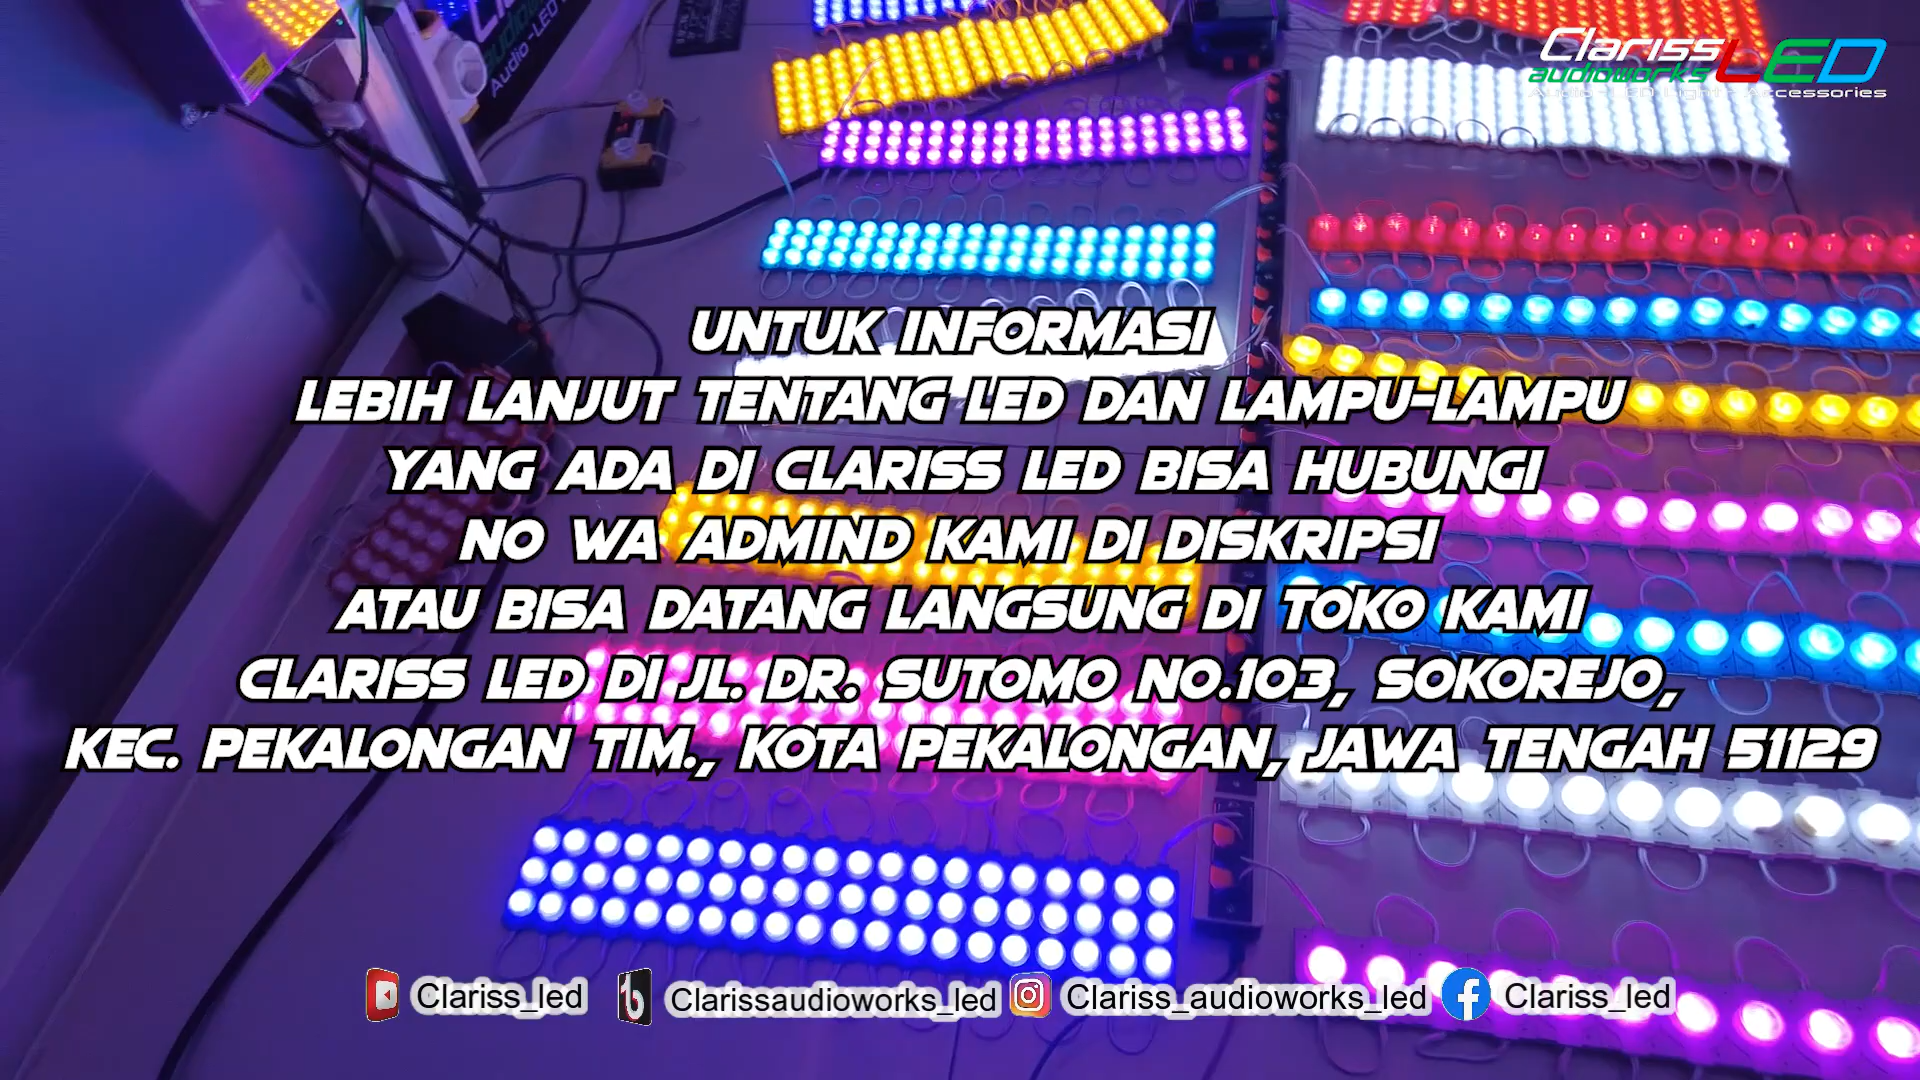 Clariss LED
audioworks
Audio - LED Light - Accessories
UNTUK INFORMASI
LEBIH LANJUT TENTANG LED DAN LAMPU-LAMPU
YANG ADA DI CLARISS LED BISA HUBUNGI
NO WA ADMIND KAMI DI DISKRIPSI
ATAU BISA DATANG LANGSUNG DI TOKO KAMI
CLARISS LED DI JL. DR. SUTOMO NO.103, SOKOREJO,
KEC. PEKALONGAN TIM., KOTA PEKALONGAN, JAWA TENGAH 51129
Clariss_led
Clarissaudioworks_led
Clariss_audioworks_led
Clariss_led